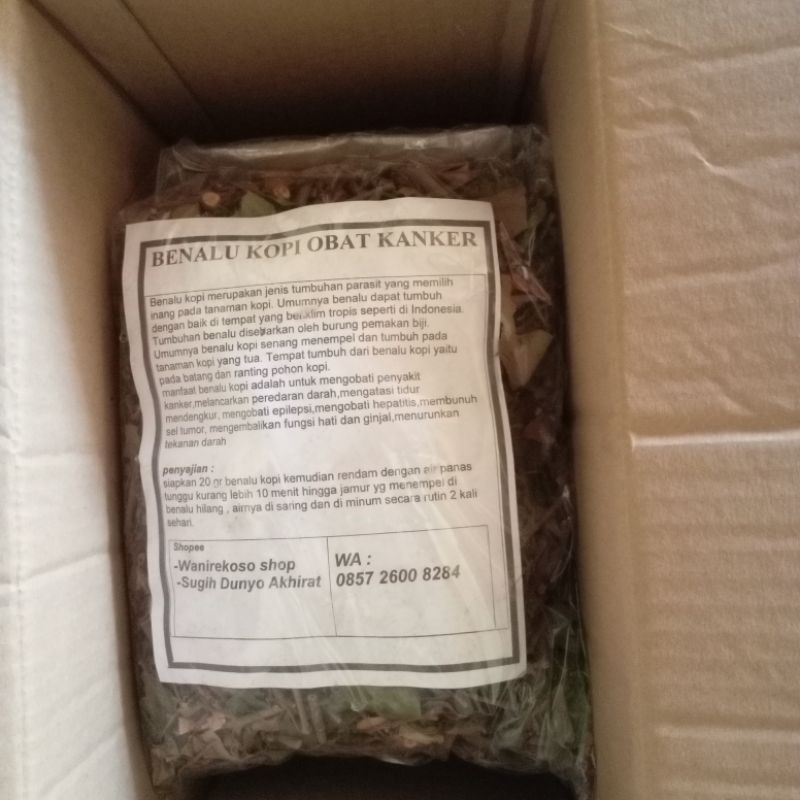 BENALU KOPI OBAT KANKER
Benalu kopi merupakan jenis tumbuhan parasit yang memilih
inang pada tanaman kopi. Umumnya benalu dapat tumbuh
dengan baik di tempat yang beriklim tropis seperti di Indonesia.
Tumbuhan benalu disebarkan oleh burung pemakan biji.
Umumnya benalu kopi senang menempel dan tumbuh pada
tanaman kopi yang tua. Tempat tumbuh dari benalu kopi yaitu
pada batang dan ranting pohon kopi.
manfaat benalu kopi adalah untuk mengobati penyakit
kanker,melancarkan peredaran darah,mengatasi tidur
mendengkur, mengobati epilepsi,mengobati hepatitis,membunuh
sel tumor, mengembalikan fungsi hati dan ginjal,menurunkan
tekanan darah
penyajian :
siapkan 20 gr benalu kopi kemudian rendam dengan air panas
tunggu kurang lebih 10 menit hingga jamur yg menempel di
benalu hilang , airnya di saring dan di minum secara rutin 2 kali
sehari.
Shopee
-Wanirekoso shop
-Sugih Dunyo Akhirat
WA :
0857 2600 8284